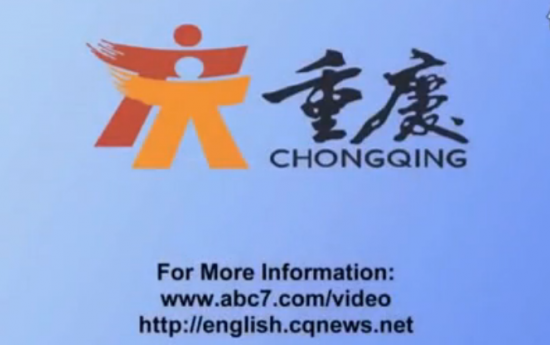 重慶
CHONGQING
For More Information:
www.abc7.com/video
http://english.cqnews.net